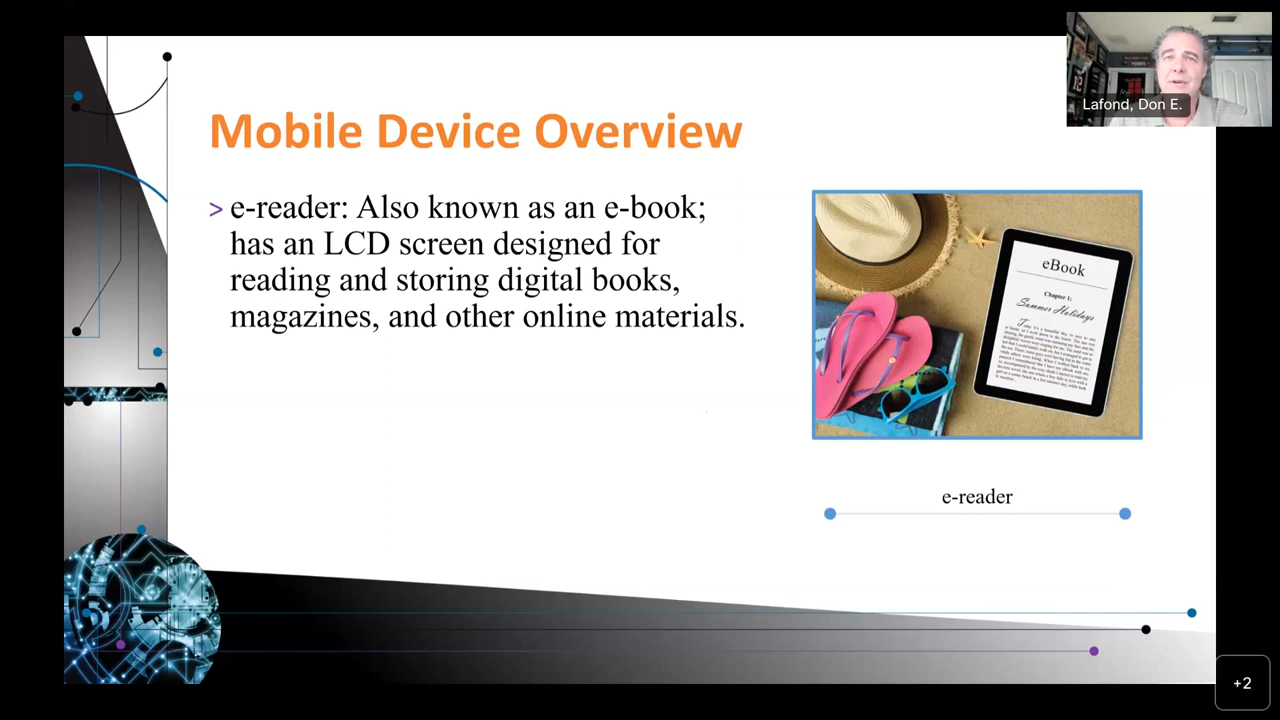 Lafond, Don E.
Mobile Device Overview
> e-reader: Also known as an e-book;
has an LCD screen designed for
reading and storing digital books,
magazines, and other online materials.
eBook
Chapter 1:
Summer Holidays
e-reader
+2